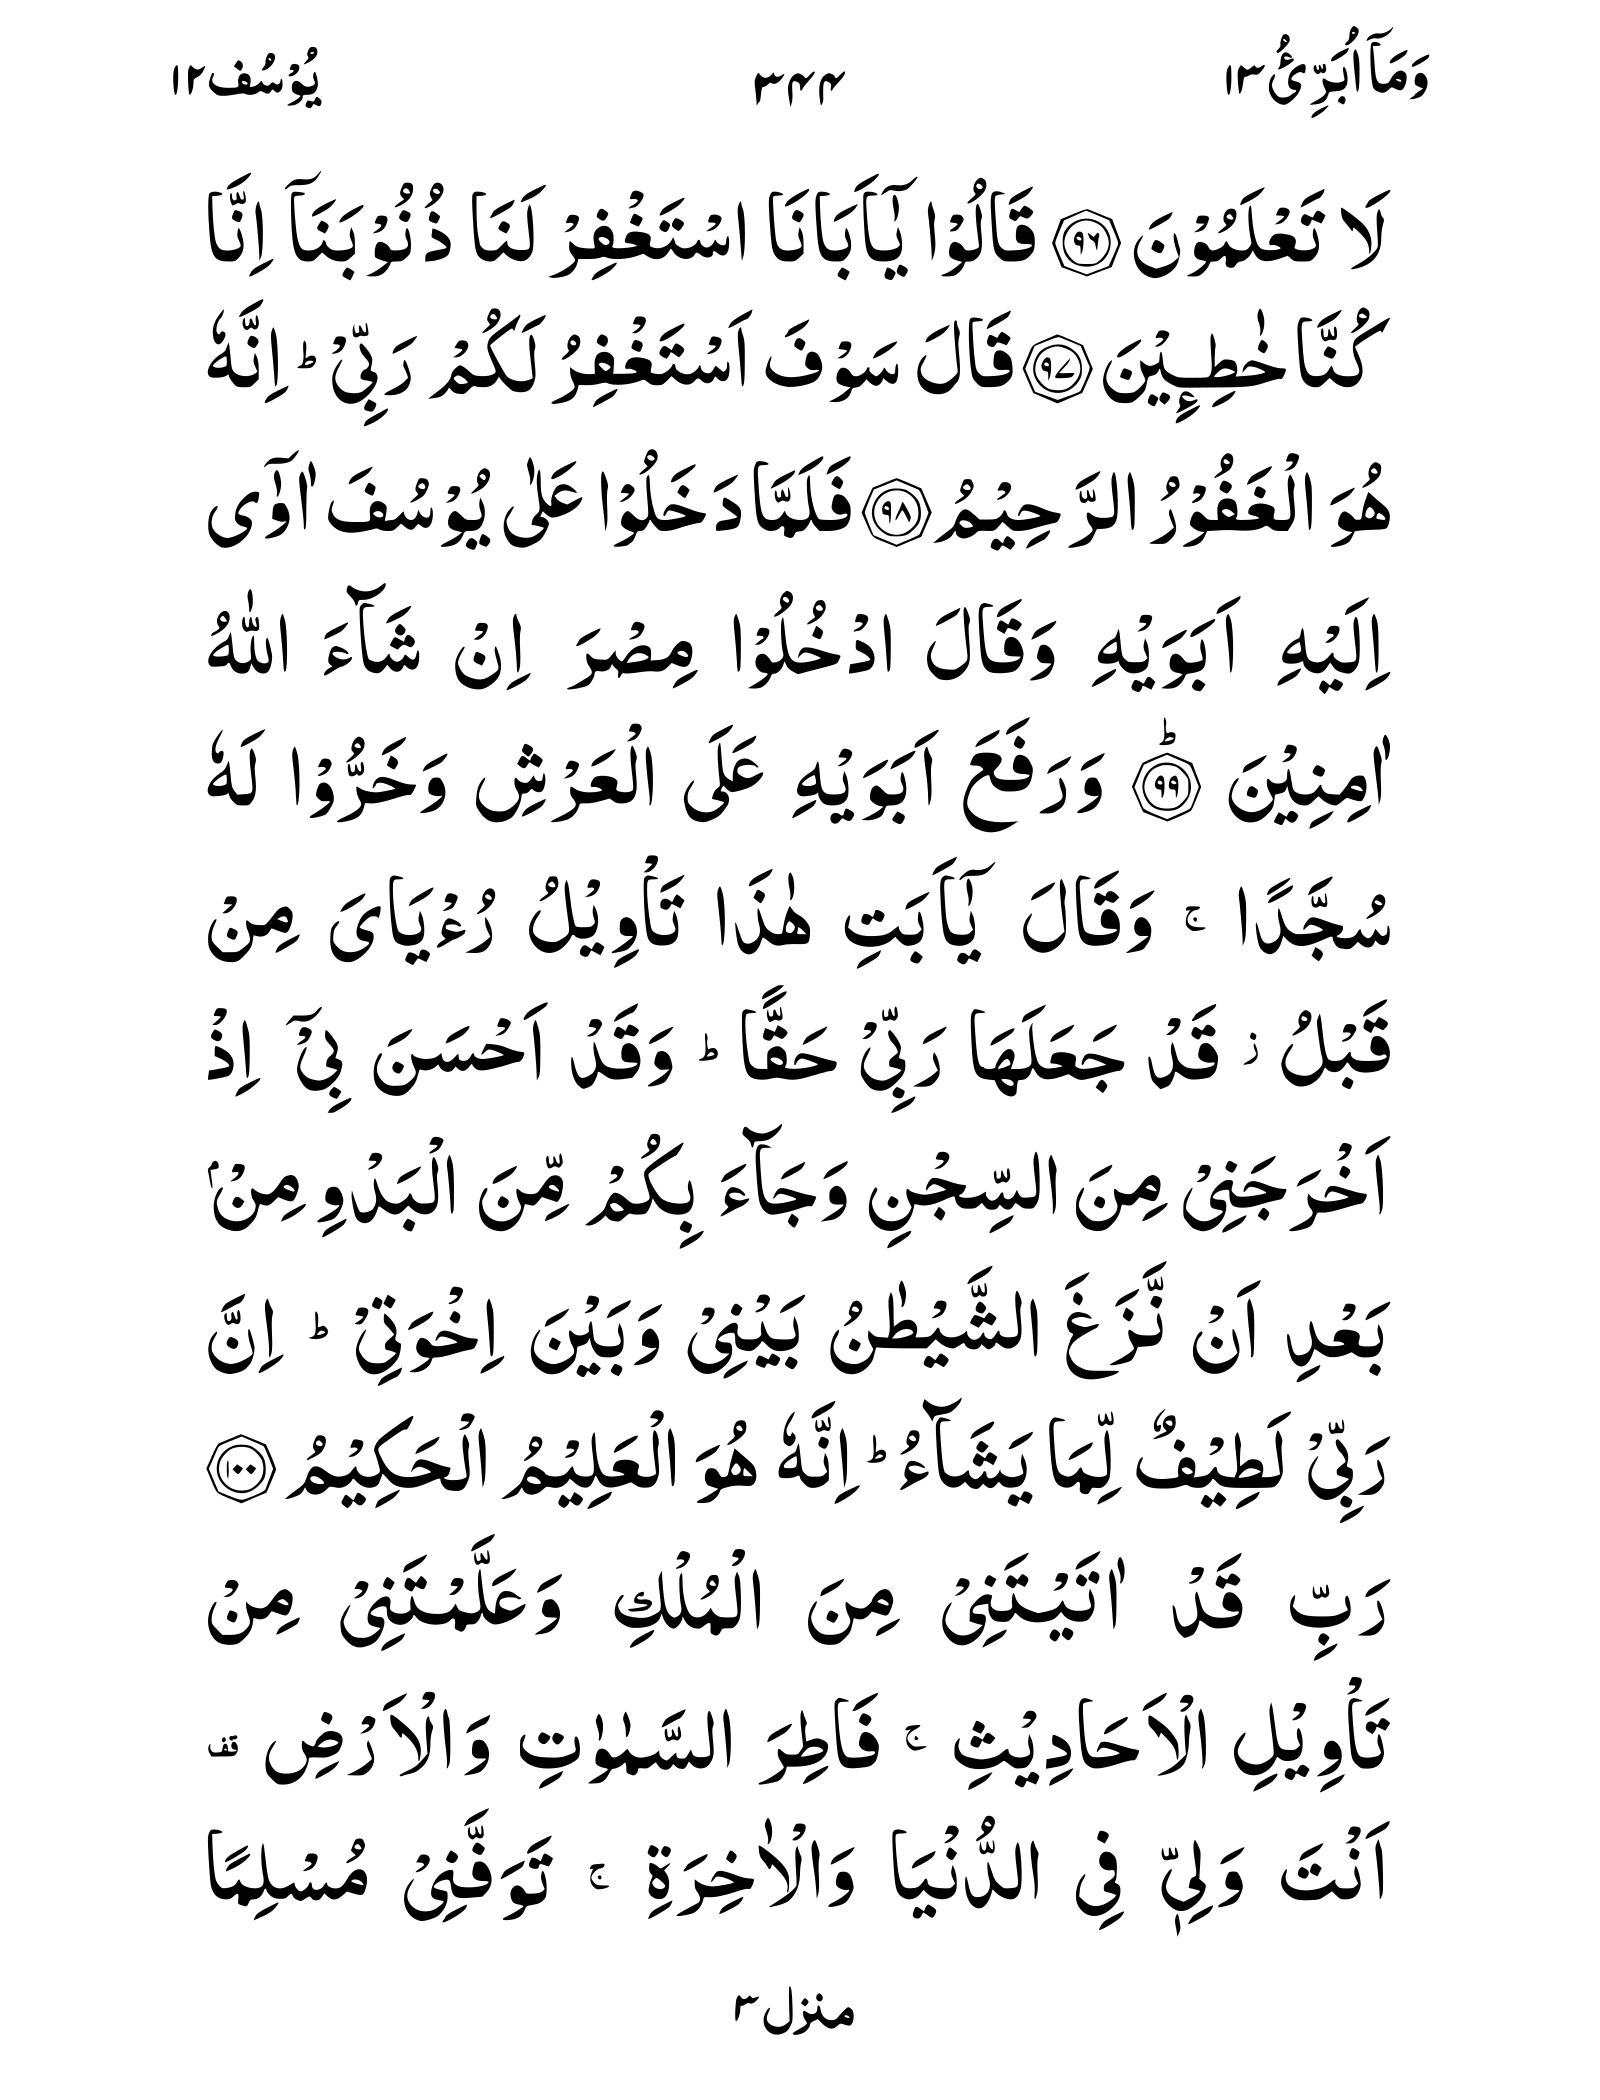 وَمَآ اُبَرِّئُ ۱۳ ۳۴۴ يُوْسُف ۱۲
لَا تَعْلَمُوْنَ ﴿۹۶﴾ قَالُوْا يٰٓاَبَانَا اسْتَغْفِرْ لَنَا ذُنُوْبَنَآ اِنَّا
كُنَّا خٰطِـِٕيْنَ ﴿۹۷﴾ قَالَ سَوْفَ اَسْتَغْفِرُ لَكُمْ رَبِّيْ ؕ اِنَّهٗ
هُوَ الْغَفُوْرُ الرَّحِيْمُ ﴿۹۸﴾ فَلَمَّا دَخَلُوْا عَلٰى يُوْسُفَ اٰوٰٓى
اِلَيْهِ اَبَوَيْهِ وَقَالَ ادْخُلُوْا مِصْرَ اِنْ شَآءَ اللّٰهُ
اٰمِنِيْنَ ﴿ؕ۹۹﴾ وَرَفَعَ اَبَوَيْهِ عَلَى الْعَرْشِ وَخَرُّوْا لَهٗ
سُجَّدًا ۚ وَقَالَ يٰٓاَبَتِ هٰذَا تَاْوِيْلُ رُءْيَايَ مِنْ
قَبْلُ ؗ قَدْ جَعَلَهَا رَبِّيْ حَقًّا ؕ وَقَدْ اَحْسَنَ بِيْٓ اِذْ
اَخْرَجَنِيْ مِنَ السِّجْنِ وَجَآءَ بِكُمْ مِّنَ الْبَدْوِ مِنْۢ
بَعْدِ اَنْ نَّزَغَ الشَّيْطٰنُ بَيْنِيْ وَبَيْنَ اِخْوَتِيْ ؕ اِنَّ
رَبِّيْ لَطِيْفٌ لِّمَا يَشَآءُ ؕ اِنَّهٗ هُوَ الْعَلِيْمُ الْحَكِيْمُ ﴿۱۰۰﴾
رَبِّ قَدْ اٰتَيْتَنِيْ مِنَ الْمُلْكِ وَعَلَّمْتَنِيْ مِنْ
تَاْوِيْلِ الْاَحَادِيْثِ ۚ فَاطِرَ السَّمٰوٰتِ وَالْاَرْضِ قف
اَنْتَ وَلِيّٖ فِي الدُّنْيَا وَالْاٰخِرَةِ ۚ تَوَفَّنِيْ مُسْلِمًا
منزل ۳